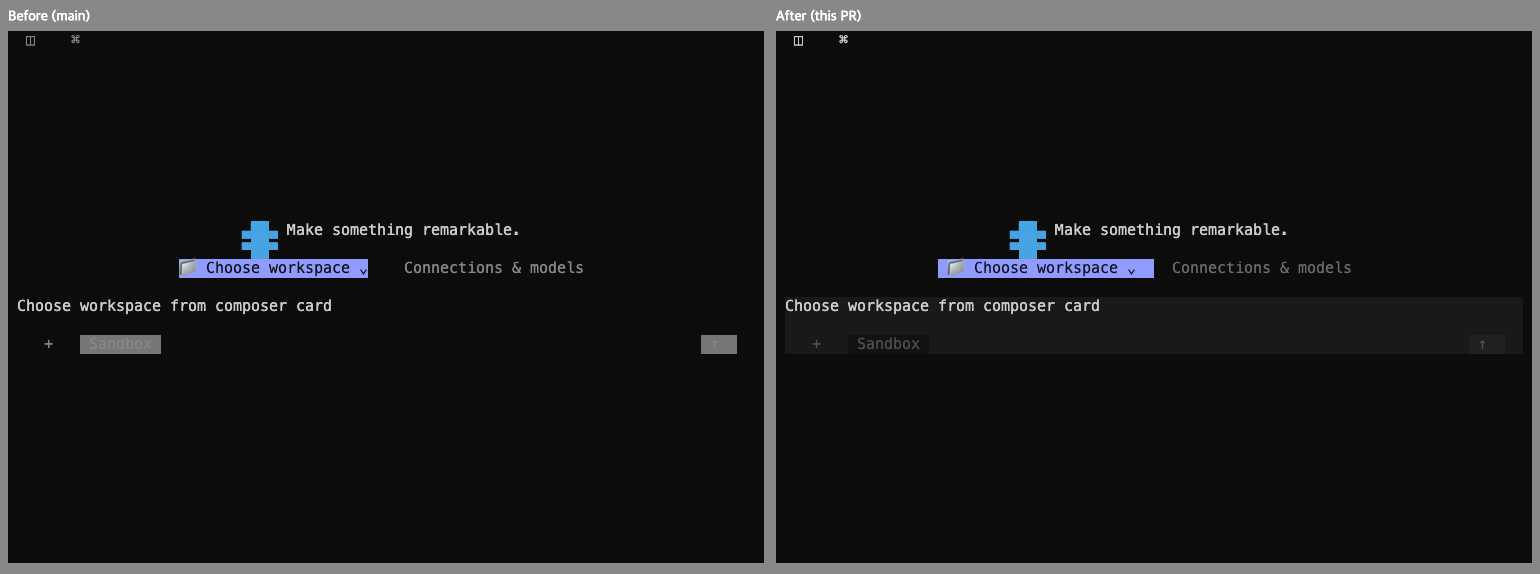 Before (main)
◫ ⌘
Make something remarkable.
📁 Choose workspace ⌄ Connections & models
Choose workspace from composer card
+ Sandbox ↑
After (this PR)
◫ ⌘
Make something remarkable.
📁 Choose workspace ⌄ Connections & models
Choose workspace from composer card
+ Sandbox ↑